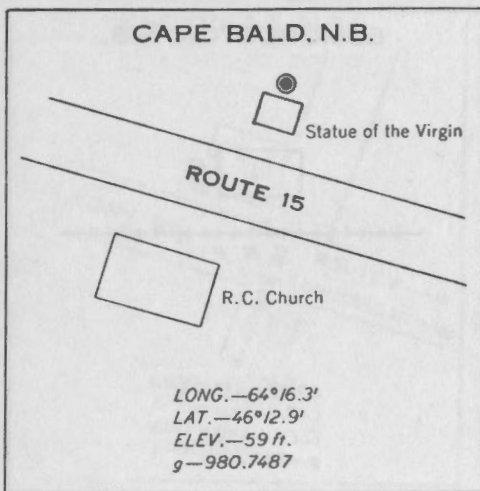 CAPE BALD, N.B.
Statue of the Virgin
ROUTE 15
R.C. Church
LONG.—64°16.3'
LAT.—46°12.9'
ELEV.—59 ft.
g—980.7487